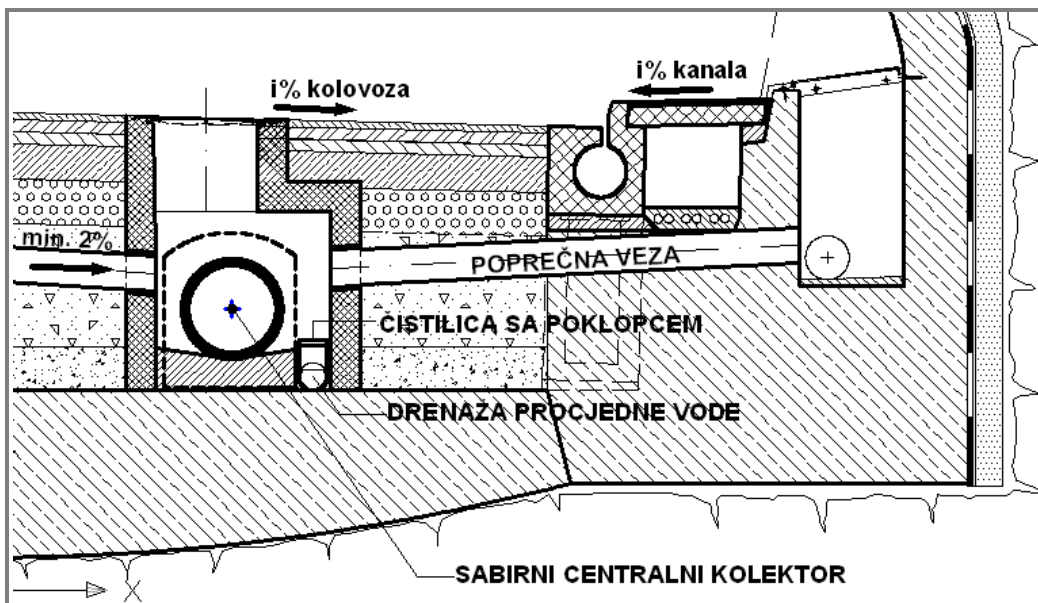 i% kolovoza
i% kanala
min. 2%
POPREČNA VEZA
ČISTILICA SA POKLOPCEM
DRENAŽA PROCJEDNE VODE
SABIRNI CENTRALNI KOLEKTOR
X